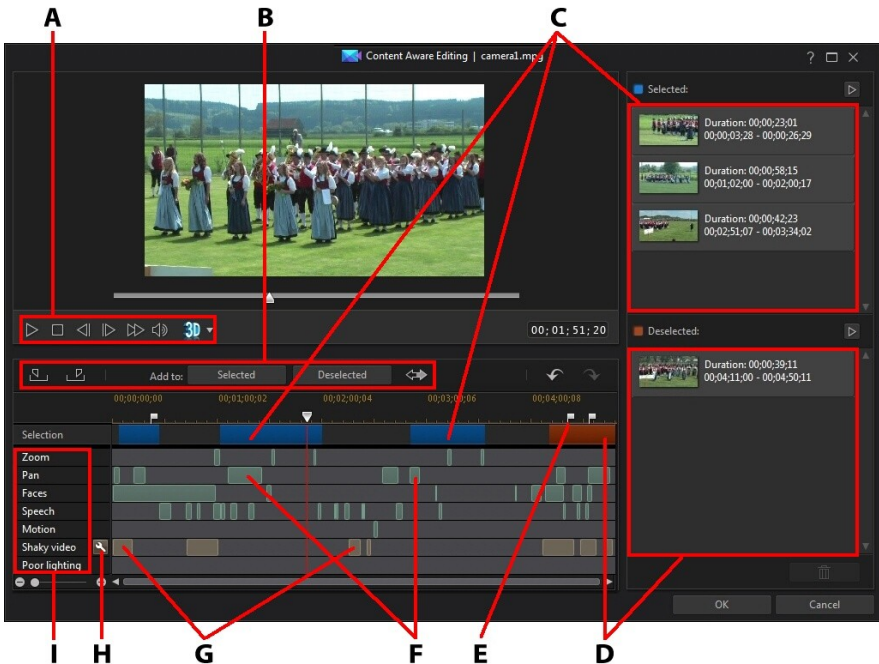 A B C
Content Aware Editing | camera1.mpg
Selected:
Duration: 00;00;23;01
00;00;03;28 - 00;00;26;29
Duration: 00;00;58;15
00;01;02;00 - 00;02;00;17
Duration: 00;00;42;23
00;02;51;07 - 00;03;34;02
3D
00; 01; 51; 20
Deselected:
Duration: 00;00;39;11
00;04;11;00 - 00;04;50;11
Add to: Selected Deselected
00;00;00;00 00;01;00;02 00;02;00;04 00;03;00;06 00;04;00;08
Selection
Zoom
Pan
Faces
Speech
Motion
Shaky video
Poor lighting
OK Cancel
I H G F E D